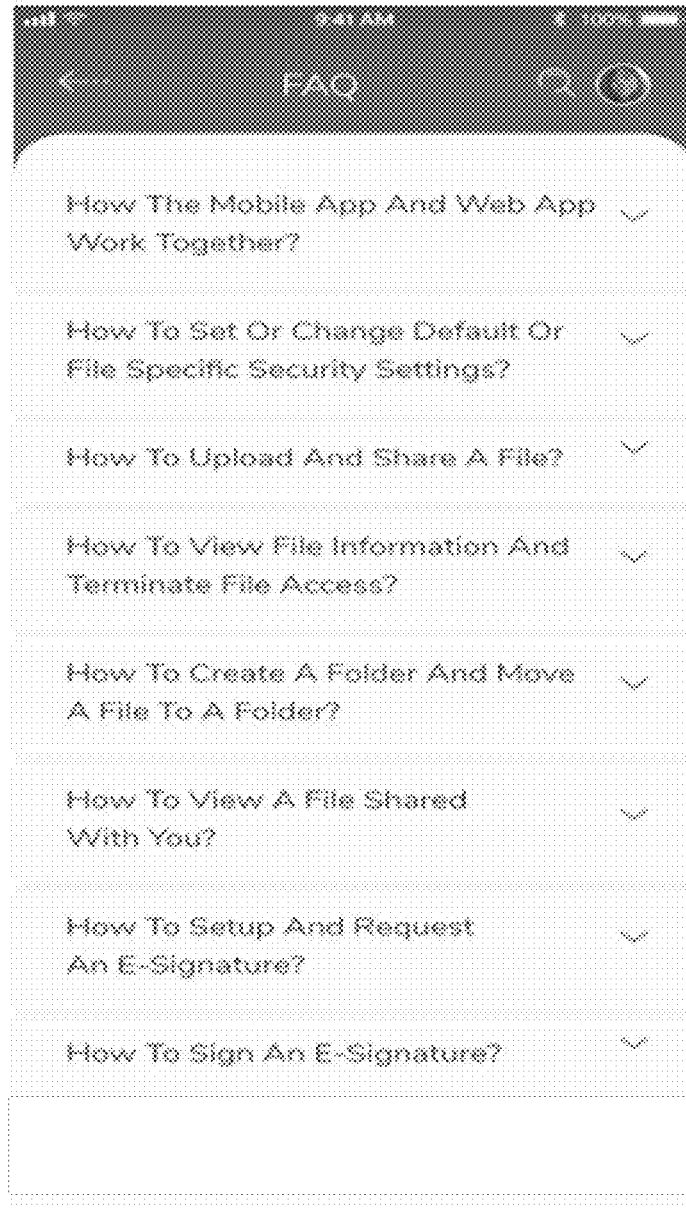 9:41 AM 100%
FAQ
How The Mobile App And Web App
Work Together?
How To Set Or Change Default Or
File Specific Security Settings?
How To Upload And Share A File?
How To View File Information And
Terminate File Access?
How To Create A Folder And Move
A File To A Folder?
How To View A File Shared
With You?
How To Setup And Request
An E-Signature?
How To Sign An E-Signature?